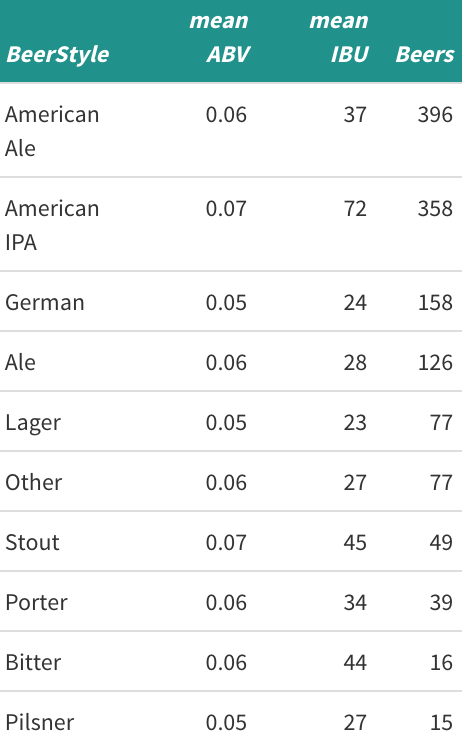 BeerStyle mean ABV mean IBU Beers
American Ale 0.06 37 396
American IPA 0.07 72 358
German 0.05 24 158
Ale 0.06 28 126
Lager 0.05 23 77
Other 0.06 27 77
Stout 0.07 45 49
Porter 0.06 34 39
Bitter 0.06 44 16
Pilsner 0.05 27 15